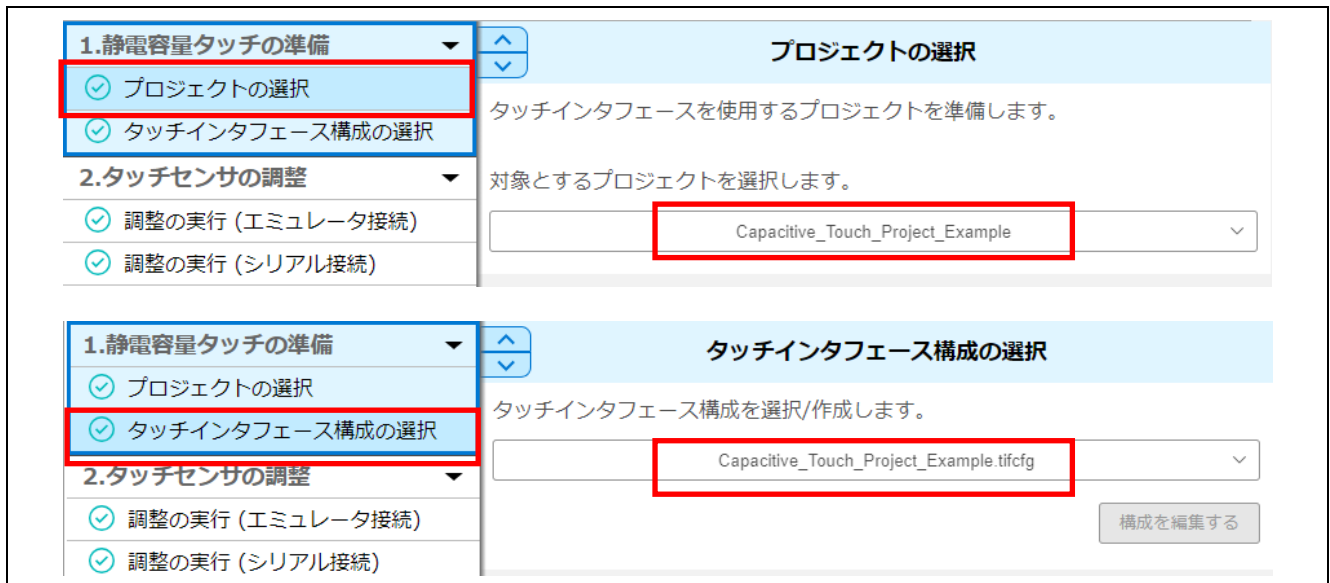 1.静電容量タッチの準備
プロジェクトの選択
タッチインタフェース構成の選択
2.タッチセンサの調整
調整の実行 (エミュレータ接続)
調整の実行 (シリアル接続)
プロジェクトの選択
タッチインタフェースを使用するプロジェクトを準備します。
対象とするプロジェクトを選択します。
Capacitive_Touch_Project_Example
1.静電容量タッチの準備
プロジェクトの選択
タッチインタフェース構成の選択
2.タッチセンサの調整
調整の実行 (エミュレータ接続)
調整の実行 (シリアル接続)
タッチインタフェース構成の選択
タッチインタフェース構成を選択/作成します。
Capacitive_Touch_Project_Example.tifcfg
構成を編集する